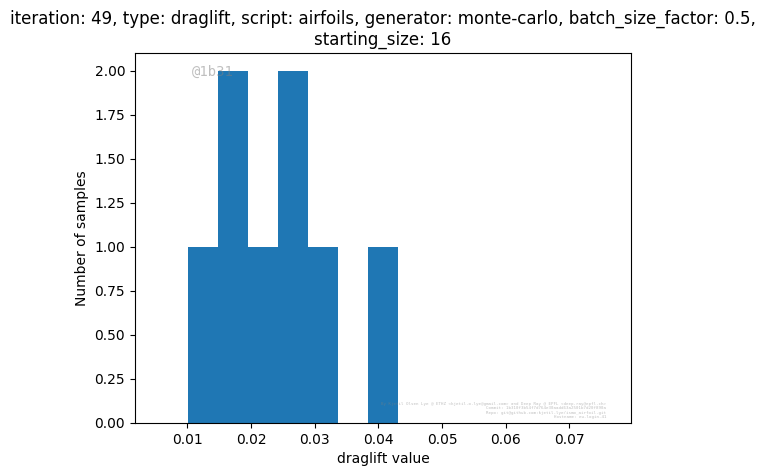 iteration: 49, type: draglift, script: airfoils, generator: monte-carlo, batch_size_factor: 0.5,
starting_size: 16
@1b31
2.00
1.75
1.50
1.25
1.00
0.75
0.50
0.25
0.00
Number of samples
0.01 0.02 0.03 0.04 0.05 0.06 0.07
draglift value